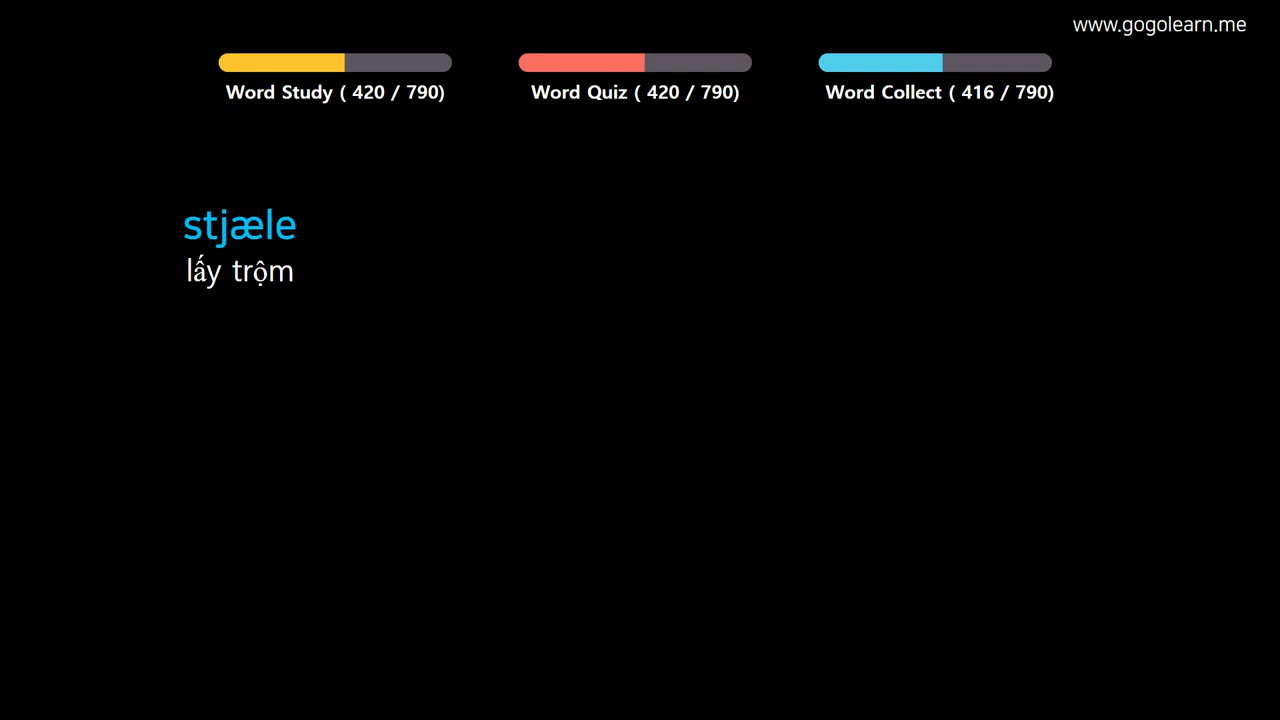 www.gogolearn.me
Word Study ( 420 / 790)
Word Quiz ( 420 / 790)
Word Collect ( 416 / 790)
stjæle
lấy trộm